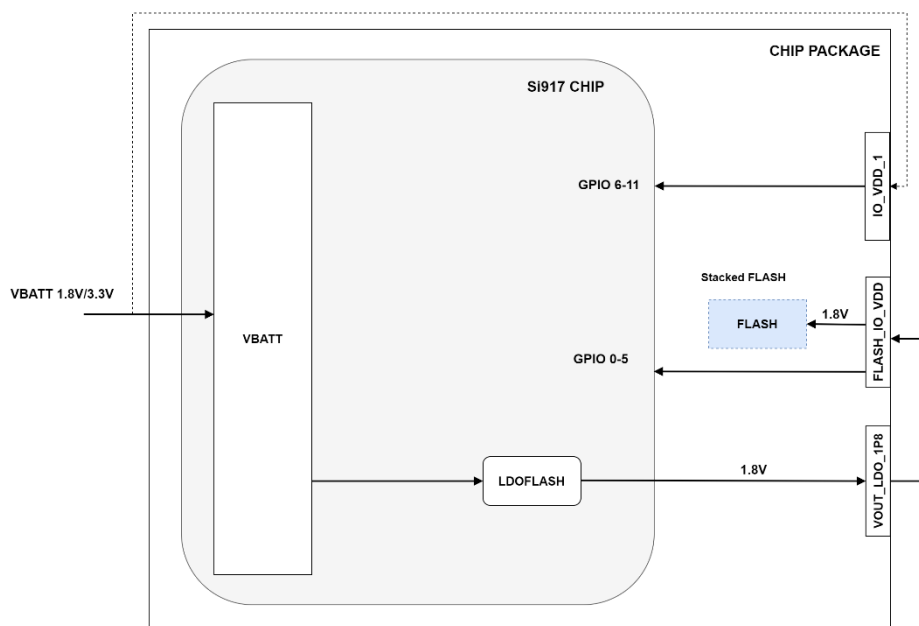 CHIP PACKAGE
Si917 CHIP
IO_VDD_1
GPIO 6-11
Stacked FLASH
VBATT 1.8V/3.3V
1.8V
FLASH
FLASH_IO_VDD
VBATT
GPIO 0-5
1.8V
LDOFLASH
VOUT_LDO_1P8